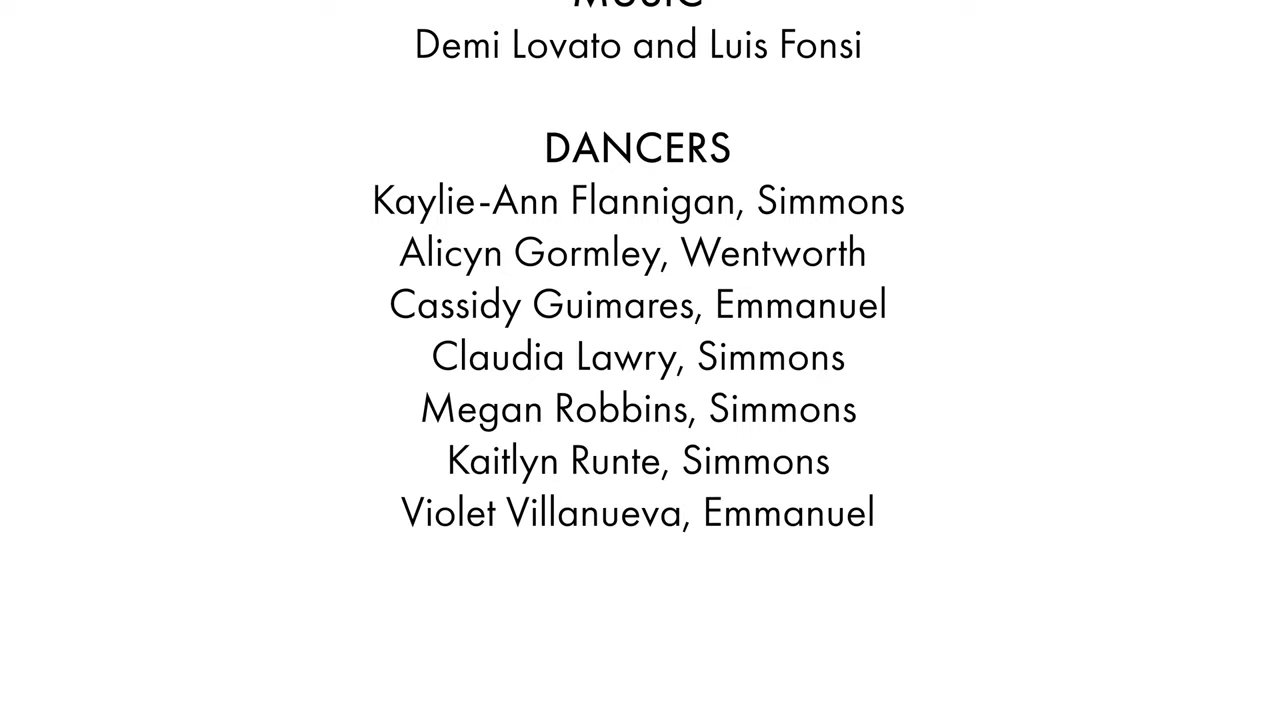 MUSIC
Demi Lovato and Luis Fonsi
DANCERS
Kaylie-Ann Flannigan, Simmons
Alicyn Gormley, Wentworth
Cassidy Guimares, Emmanuel
Claudia Lawry, Simmons
Megan Robbins, Simmons
Kaitlyn Runte, Simmons
Violet Villanueva, Emmanuel